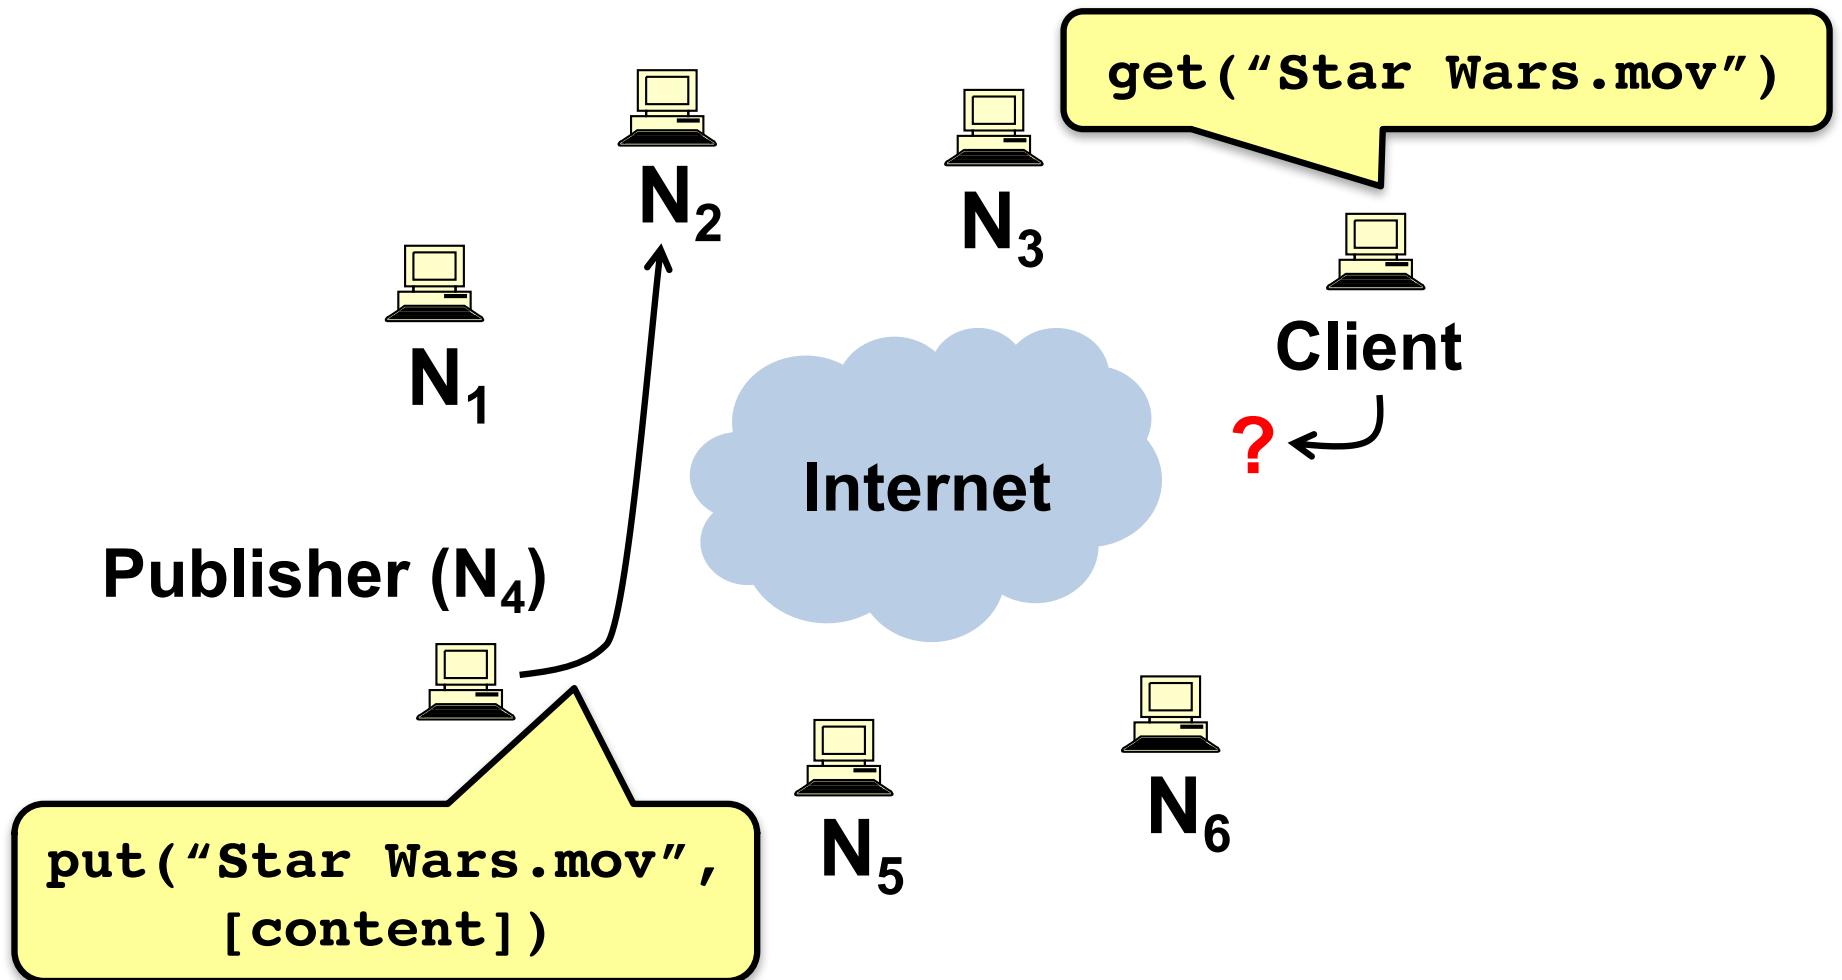 get(“Star Wars.mov”)
N₂
N₃
Client
N₁
?
Internet
Publisher (N₄)
N₆
N₅
put(“Star Wars.mov”,
[content])